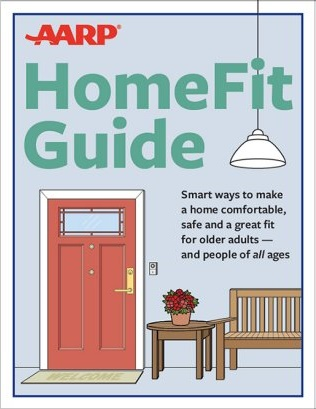 AARP®
HomeFit
Guide
Smart ways to make
a home comfortable,
safe and a great fit
for older adults —
and people of all ages
WELCOME